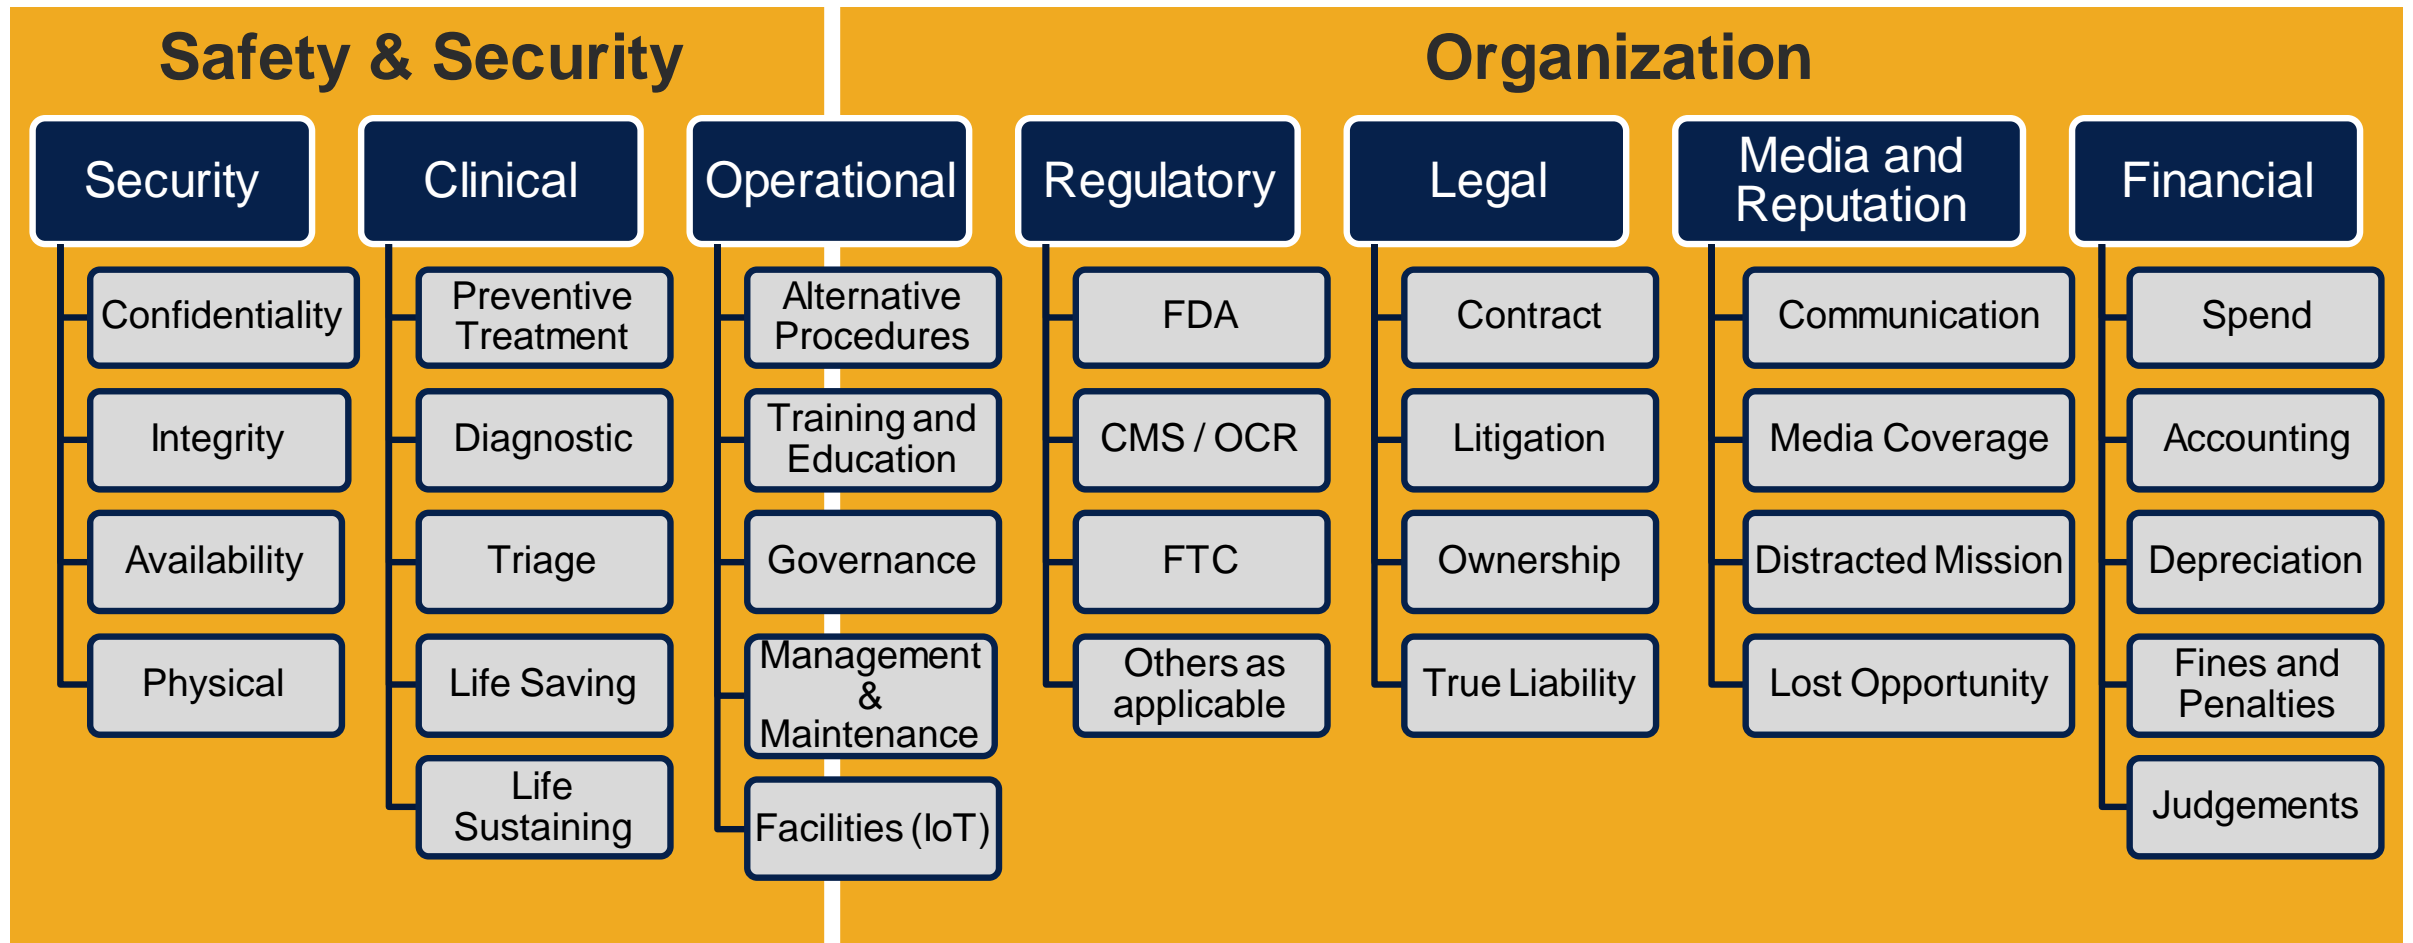 Safety & Security
Organization
Security
Confidentiality
Integrity
Availability
Physical
Clinical
Preventive
Treatment
Diagnostic
Triage
Life Saving
Life
Sustaining
Operational
Alternative
Procedures
Training and
Education
Governance
Management
&
Maintenance
Facilities (IoT)
Regulatory
FDA
CMS / OCR
FTC
Others as
applicable
Legal
Contract
Litigation
Ownership
True Liability
Media and
Reputation
Communication
Media Coverage
Distracted Mission
Lost Opportunity
Financial
Spend
Accounting
Depreciation
Fines and
Penalties
Judgements